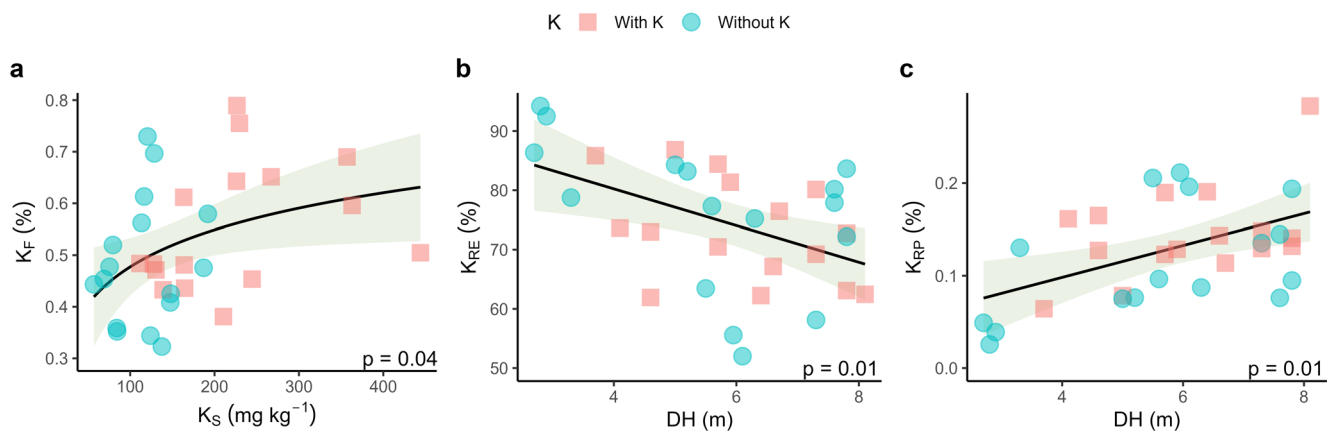 K With K Without K
a
K_F (%)
0.8
0.7
0.6
0.5
0.4
0.3
100 200 300 400
p = 0.04
K_S (mg kg⁻¹)
b
K_RE (%)
90
80
70
60
50
4 6 8
p = 0.01
DH (m)
c
K_RP (%)
0.2
0.1
0.0
4 6 8
p = 0.01
DH (m)